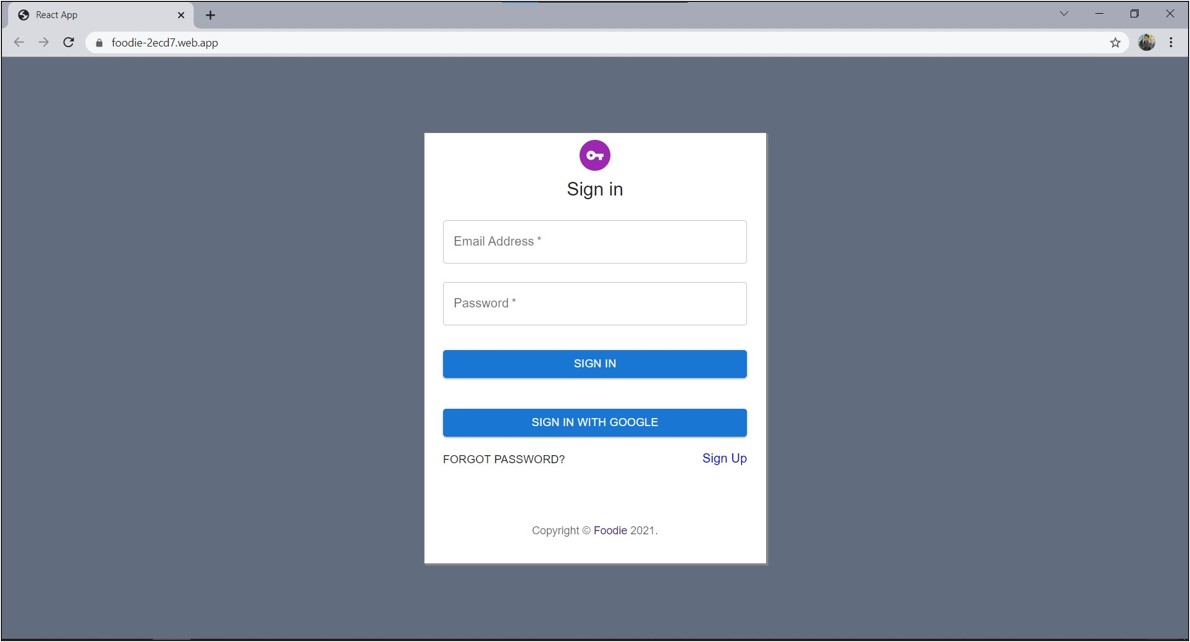 React App
foodie-2ecd7.web.app
Sign in
Email Address *
Password *
SIGN IN
SIGN IN WITH GOOGLE
FORGOT PASSWORD? Sign Up
Copyright © Foodie 2021.